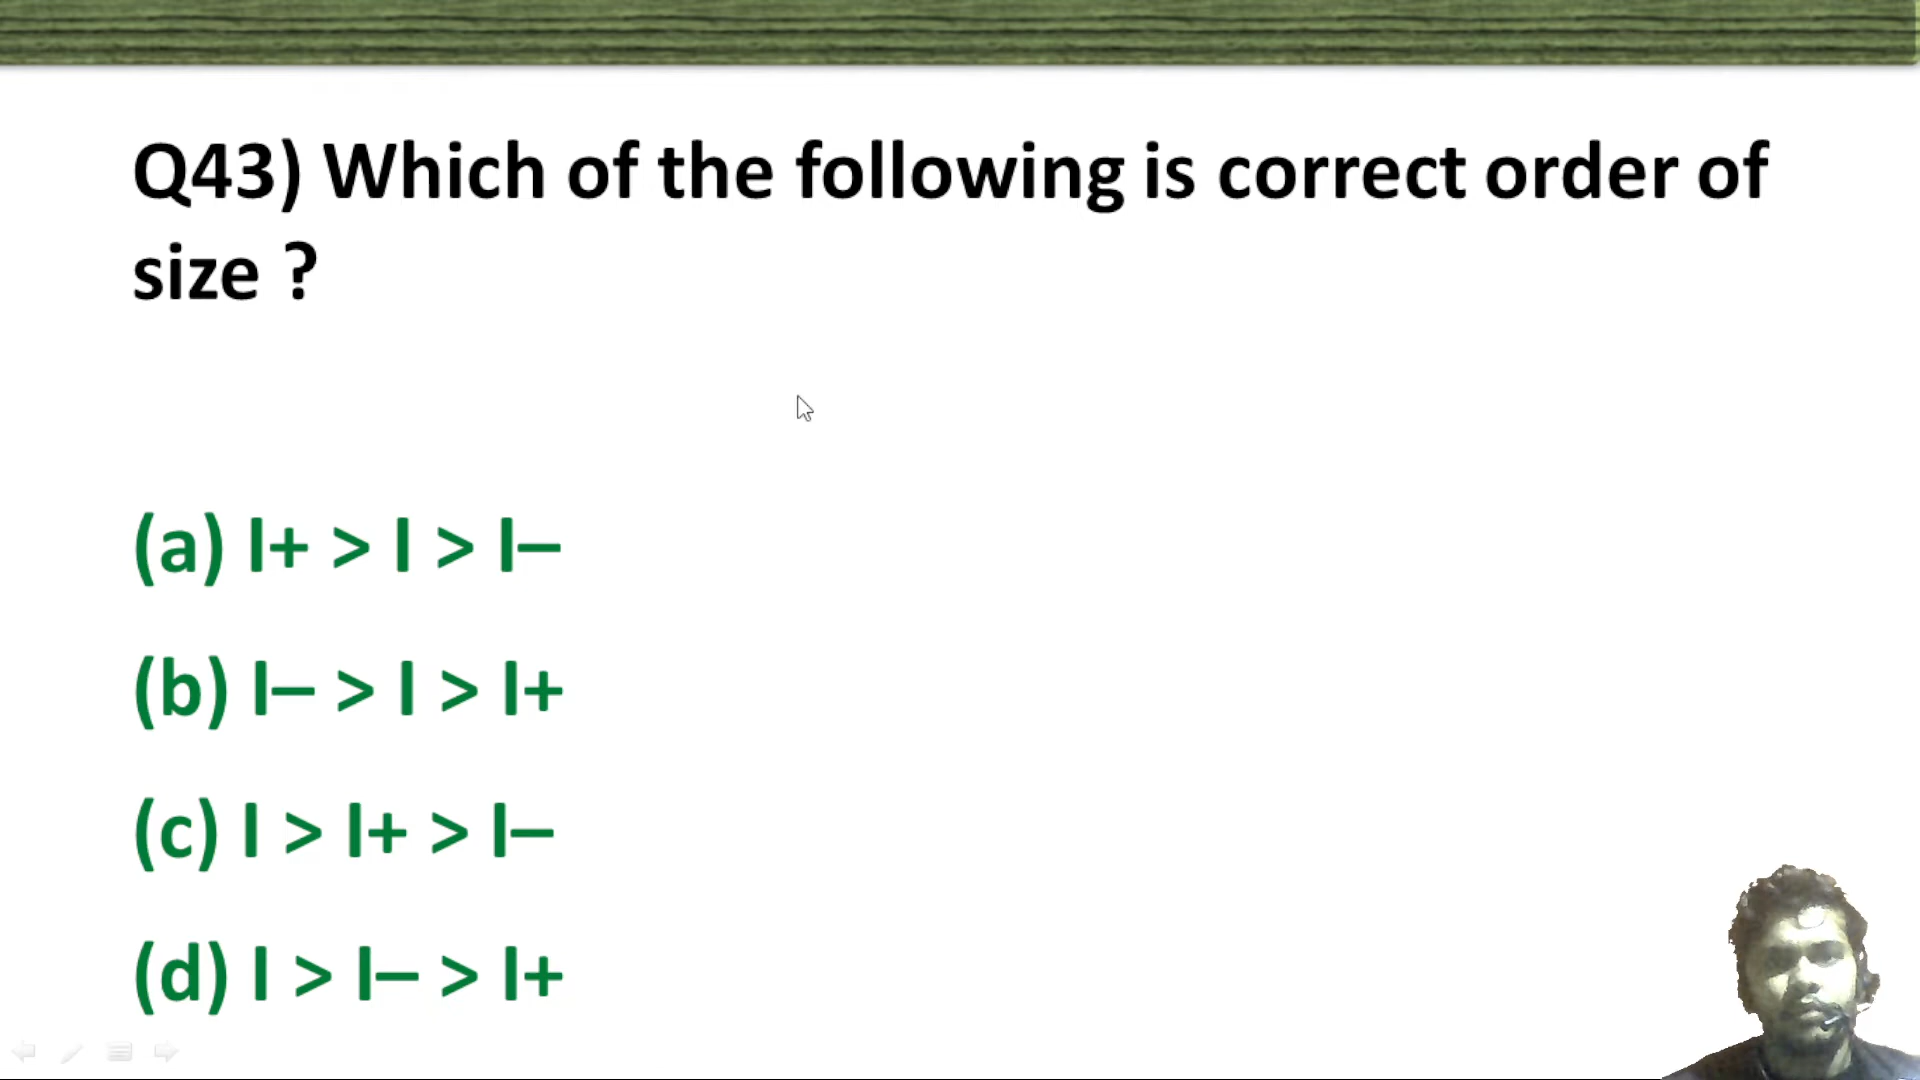 Q43) Which of the following is correct order of
size ?
(a) I+ > I > I–
(b) I– > I > I+
(c) I > I+ > I–
(d) I > I– > I+